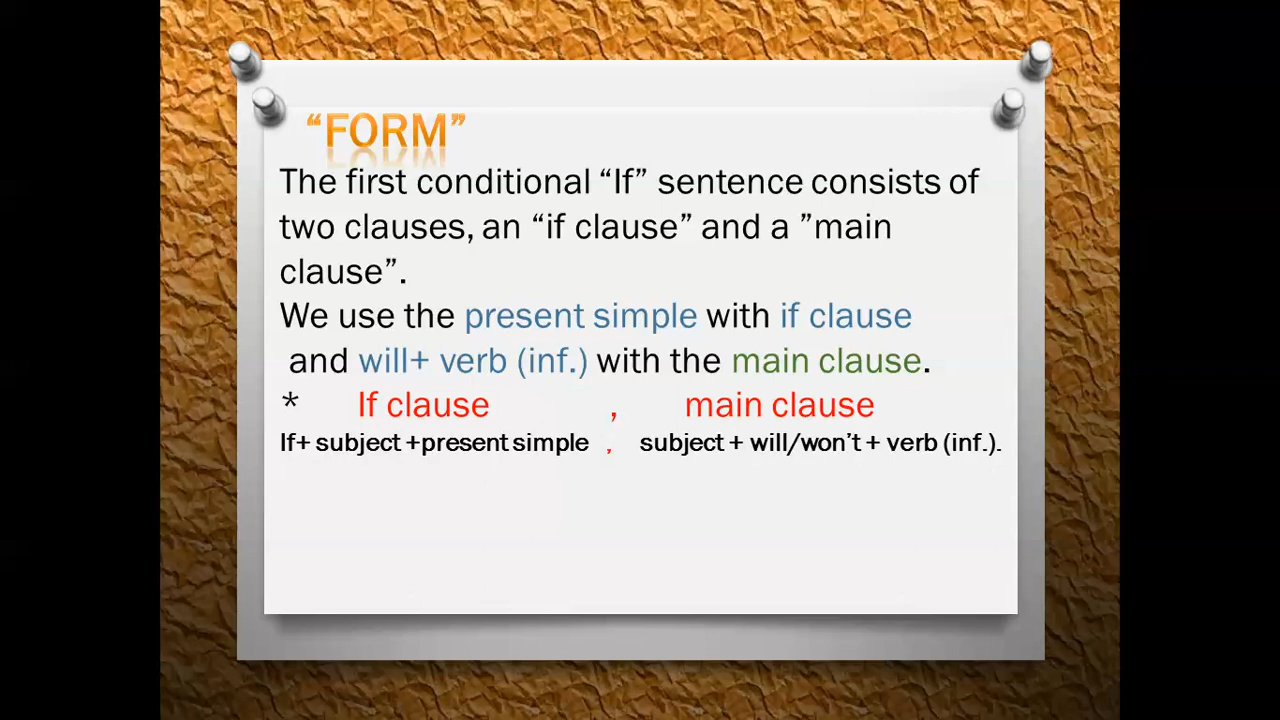 “FORM”
The first conditional “If” sentence consists of
two clauses, an “if clause” and a ”main
clause”.
We use the present simple with if clause
and will+ verb (inf.) with the main clause.
* If clause , main clause
If+ subject +present simple , subject + will/won’t + verb (inf.).